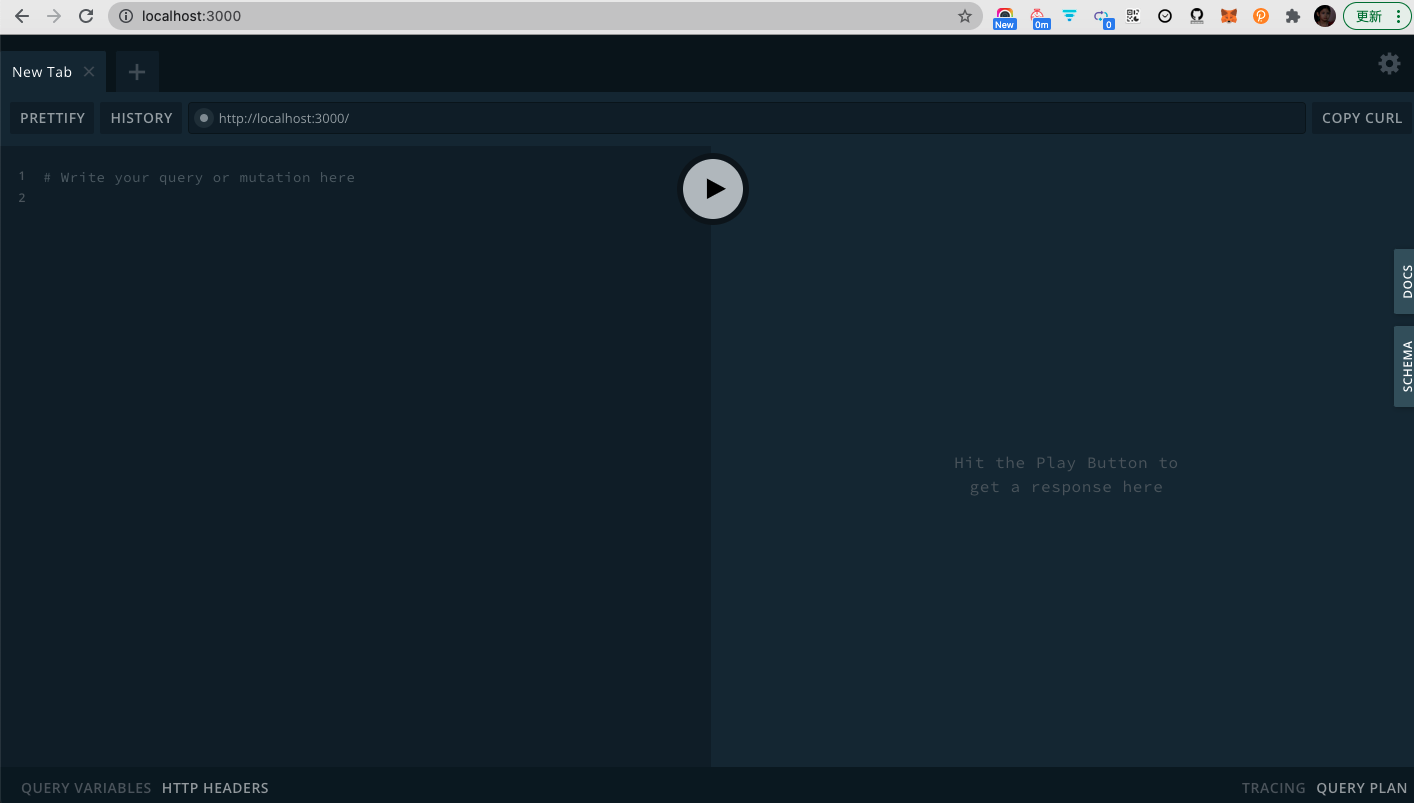 localhost:3000
New
0m
0
更新
New Tab
PRETTIFY
HISTORY
http://localhost:3000/
COPY CURL
1 # Write your query or mutation here
2
DOCS
SCHEMA
Hit the Play Button to
get a response here
QUERY VARIABLES
HTTP HEADERS
TRACING
QUERY PLAN